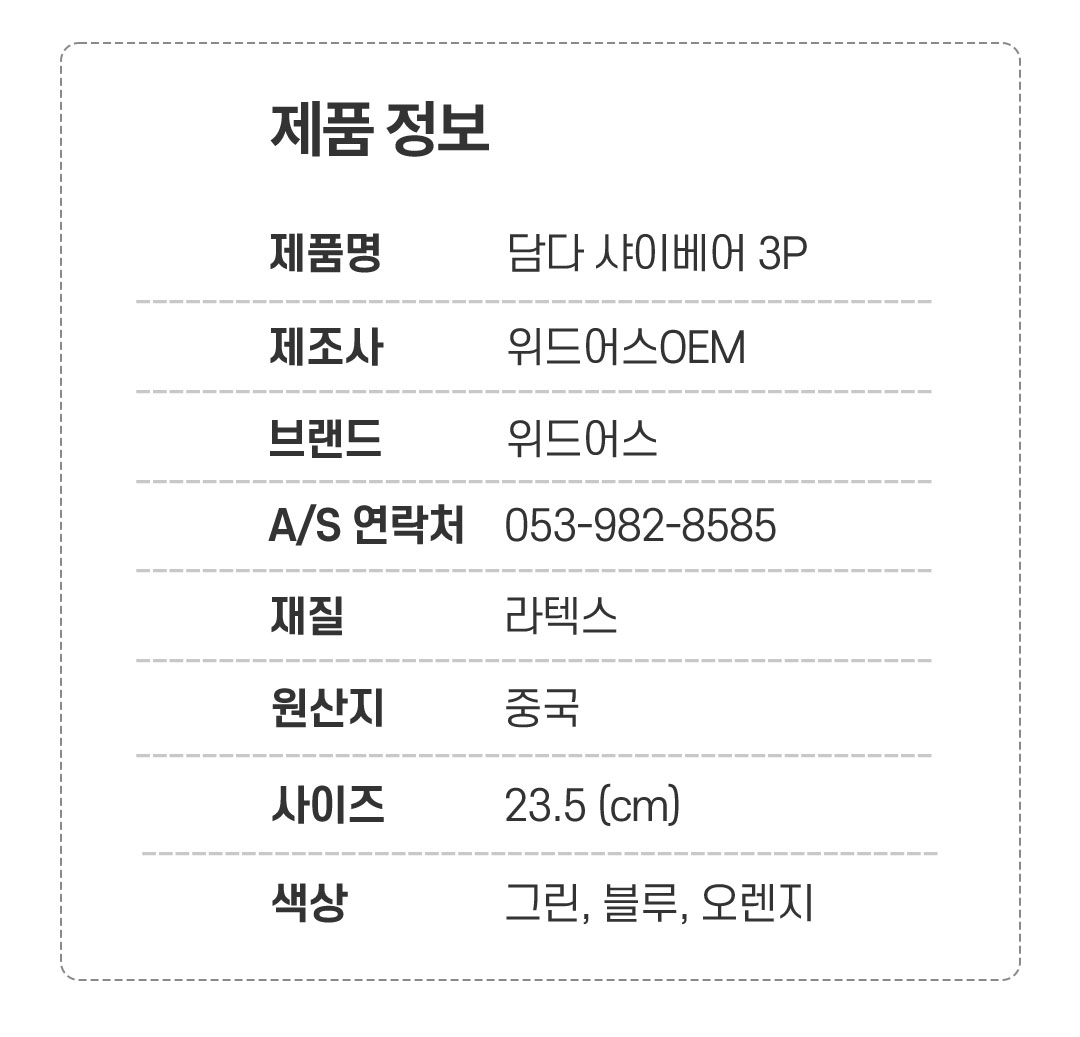 제품 정보
제품명 담다 샤이베어 3P
제조사 위드어스OEM
브랜드 위드어스
A/S 연락처 053-982-8585
재질 라텍스
원산지 중국
사이즈 23.5 (cm)
색상 그린, 블루, 오렌지